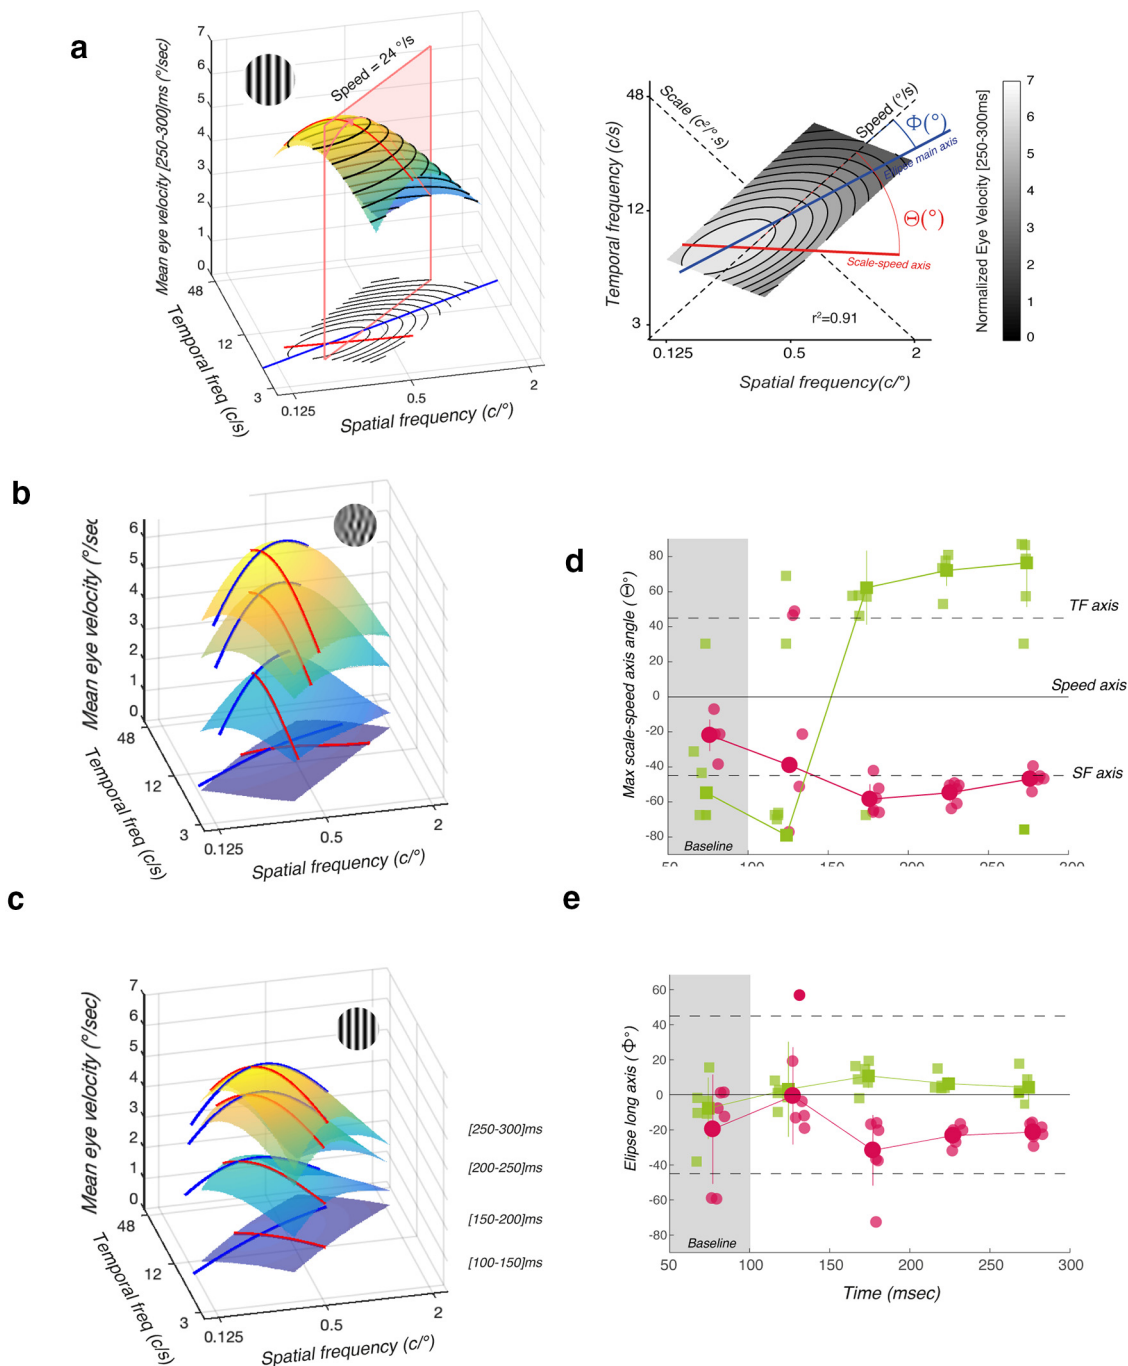 a
Mean eye velocity [250-300]ms (°/sec)
7
6
5
4
3
2
1
0
Speed = 24 °/s
48
12
3
Temporal freq (c/s)
0.125
0.5
2
Spatial frequency (c/°)
Temporal frequency (c/s)
48
12
3
Scale (c²/°.s)
Speed (°/s)
Φ(°)
Elipse main axis
Θ(°)
Scale-speed axis
r²=0.91
0.125
0.5
2
Spatial frequency(c/°)
Normalized Eye Velocity [250-300ms]
7
6
5
4
3
2
1
0
b
Mean eye velocity (°/sec
6
5
4
3
2
1
0
48
12
3
Temporal freq (c/s)
0.125
0.5
2
Spatial frequency (c/°)
d
Max scale-speed axis angle (Θ°)
80
60
40
20
0
-20
-40
-60
-80
TF axis
Speed axis
SF axis
Baseline
50
100
150
200
250
300
c
Mean eye velocity (°/sec)
7
6
5
4
3
2
1
0
48
12
3
Temporal freq (c/s)
0.125
0.5
2
Spatial frequency (c/°)
[250-300]ms
[200-250]ms
[150-200]ms
[100-150]ms
e
Elipse long axis (Φ°)
60
40
20
0
-20
-40
-60
-80
Baseline
50
100
150
200
250
300
Time (msec)